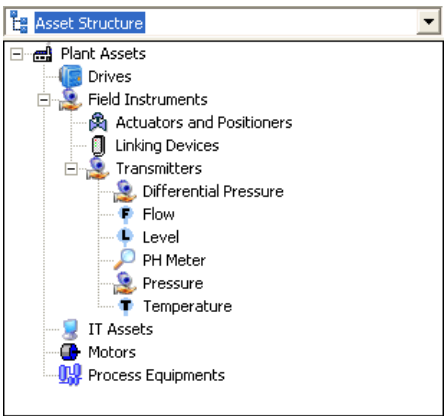 Asset Structure
Plant Assets
Drives
Field Instruments
Actuators and Positioners
Linking Devices
Transmitters
Differential Pressure
F Flow
L Level
PH Meter
Pressure
T Temperature
IT Assets
Motors
Process Equipments